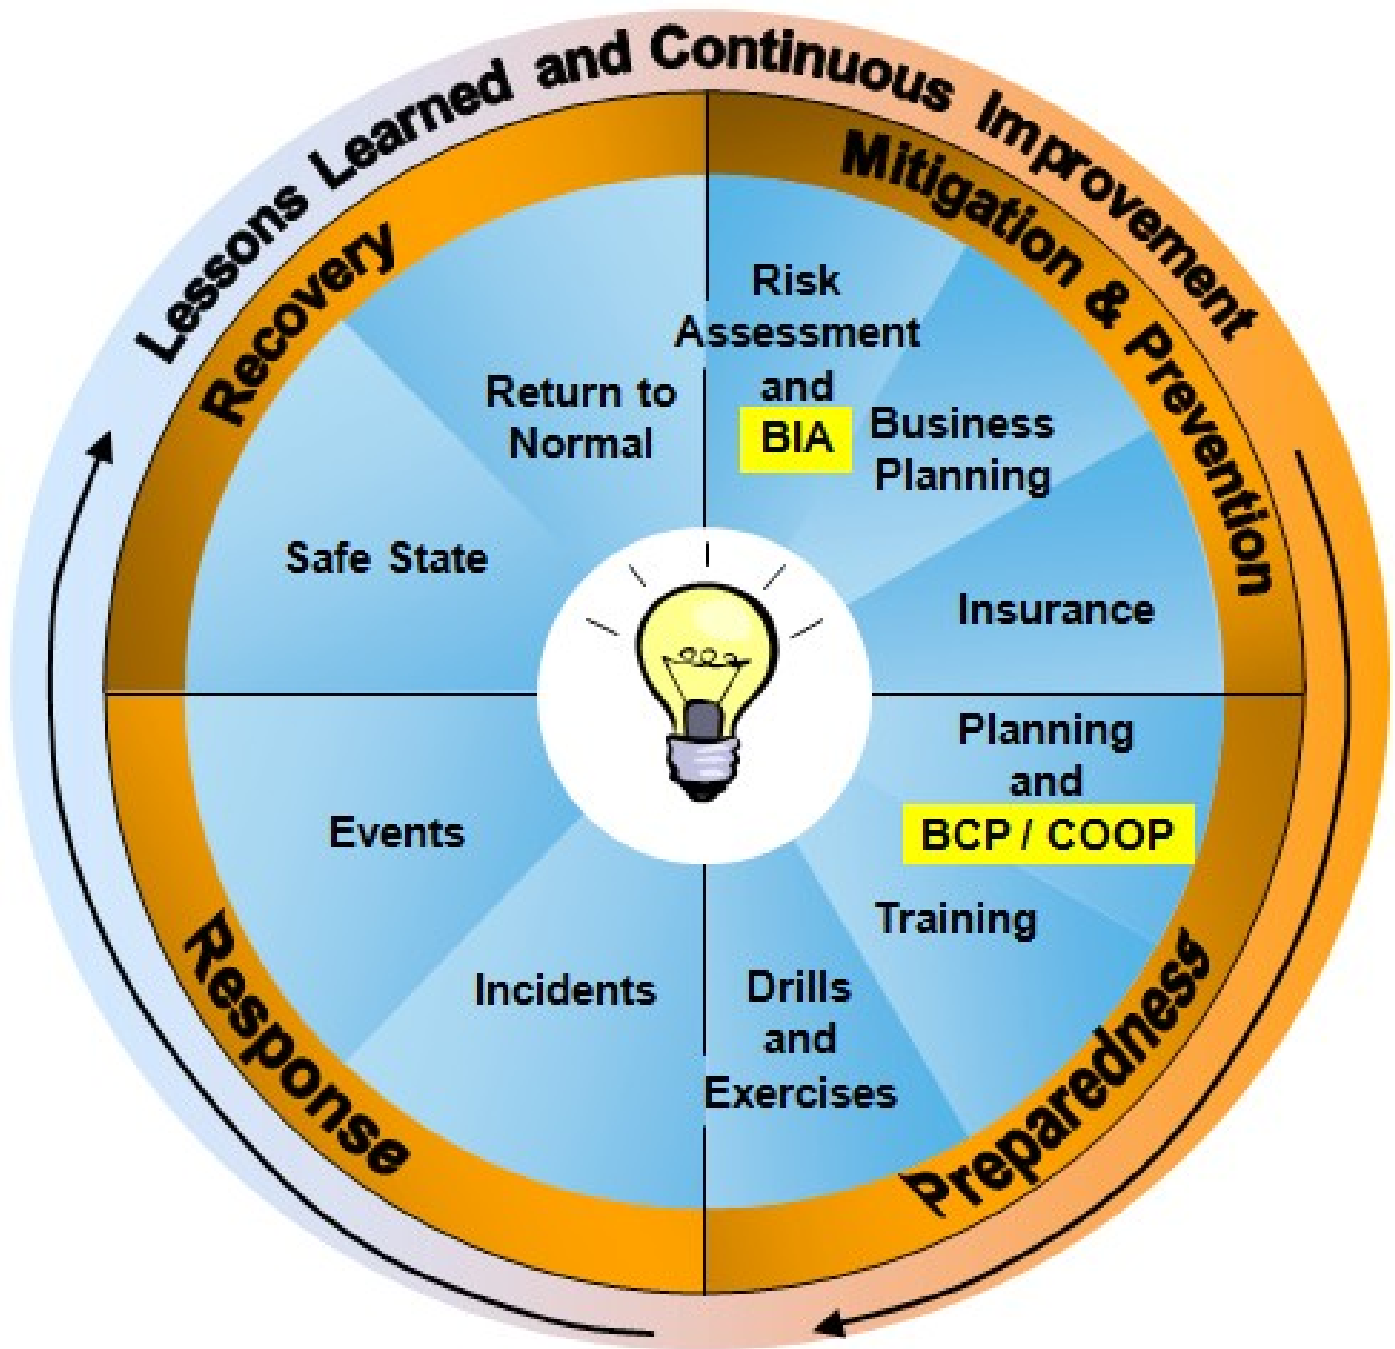 Lessons Learned and Continuous Improvement
Mitigation & Prevention
Risk
Assessment
and
BIA
Business
Planning
Insurance
Preparedness
Planning
and
BCP / COOP
Training
Drills
and
Exercises
Response
Incidents
Events
Recovery
Safe State
Return to
Normal